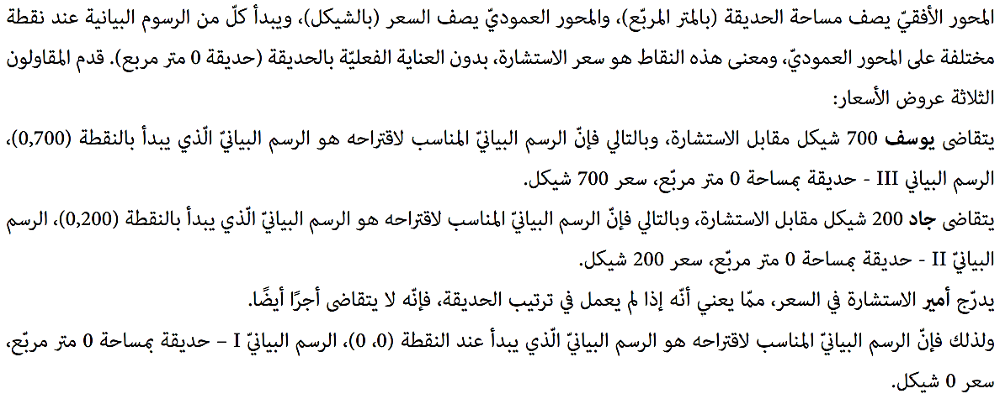 المحور الأفقيّ يصف مساحة الحديقة (بالمتر المربّع)، والمحور العموديّ يصف السعر (بالشيكل)، ويبدأ كلّ من الرسوم البيانية عند نقطة
مختلفة على المحور العموديّ، ومعنى هذه النقاط هو سعر الاستشارة، بدون العناية الفعليّة بالحديقة (حديقة 0 متر مربع). قدم المقاولون
الثلاثة عروض الأسعار:
يتقاضى يوسف 700 شيكل مقابل الاستشارة، وبالتالي فإنّ الرسم البيانيّ المناسب لاقتراحه هو الرسم البيانيّ الّذي يبدأ بالنقطة (0,700)،
الرسم البياني III - حديقة بمساحة 0 متر مربّع، سعر 700 شيكل.
يتقاضى جاد 200 شيكل مقابل الاستشارة، وبالتالي فإنّ الرسم البيانيّ المناسب لاقتراحه هو الرسم البيانيّ الّذي يبدأ بالنقطة (0,200)، الرسم
البيانيّ II - حديقة بمساحة 0 متر مربّع، سعر 200 شيكل.
يدرّج أمير الاستشارة في السعر، ممّا يعني أنّه إذا لم يعمل في ترتيب الحديقة، فإنّه لا يتقاضى أجرًا أيضًا.
ولذلك فإنّ الرسم البيانيّ المناسب لاقتراحه هو الرسم البيانيّ الّذي يبدأ عند النقطة (0، 0)، الرسم البيانيّ I – حديقة بمساحة 0 متر مربّع،
سعر 0 شيكل.